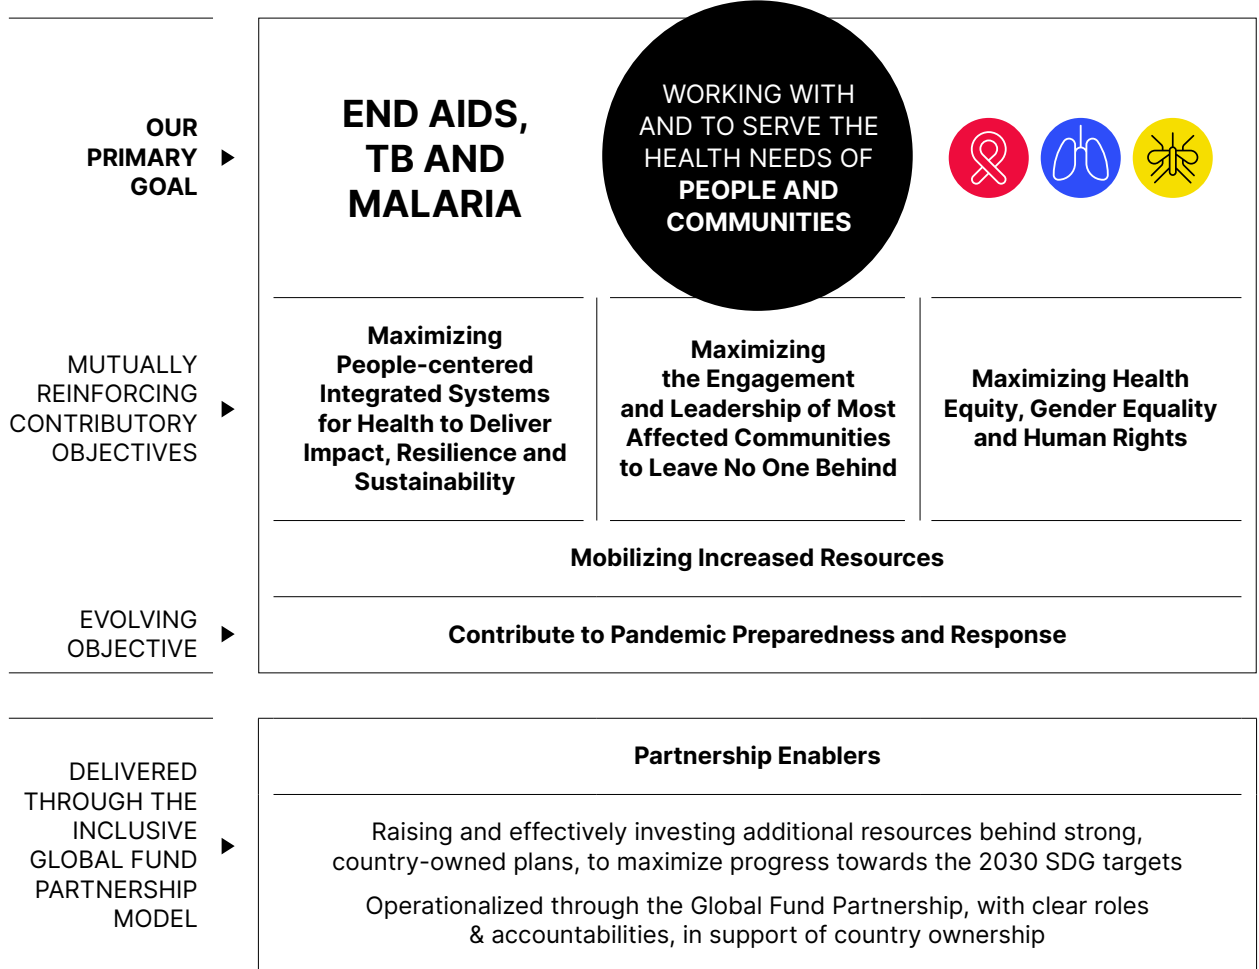 OUR
PRIMARY
GOAL
END AIDS,
TB AND
MALARIA
WORKING WITH
AND TO SERVE THE
HEALTH NEEDS OF
PEOPLE AND
COMMUNITIES
MUTUALLY
REINFORCING
CONTRIBUTORY
OBJECTIVES
Maximizing
People-centered
Integrated Systems
for Health to Deliver
Impact, Resilience and
Sustainability
Maximizing
the Engagement
and Leadership of Most
Affected Communities
to Leave No One Behind
Maximizing Health
Equity, Gender Equality
and Human Rights
Mobilizing Increased Resources
EVOLVING
OBJECTIVE
Contribute to Pandemic Preparedness and Response
DELIVERED
THROUGH THE
INCLUSIVE
GLOBAL FUND
PARTNERSHIP
MODEL
Partnership Enablers
Raising and effectively investing additional resources behind strong,
country-owned plans, to maximize progress towards the 2030 SDG targets
Operationalized through the Global Fund Partnership, with clear roles
& accountabilities, in support of country ownership